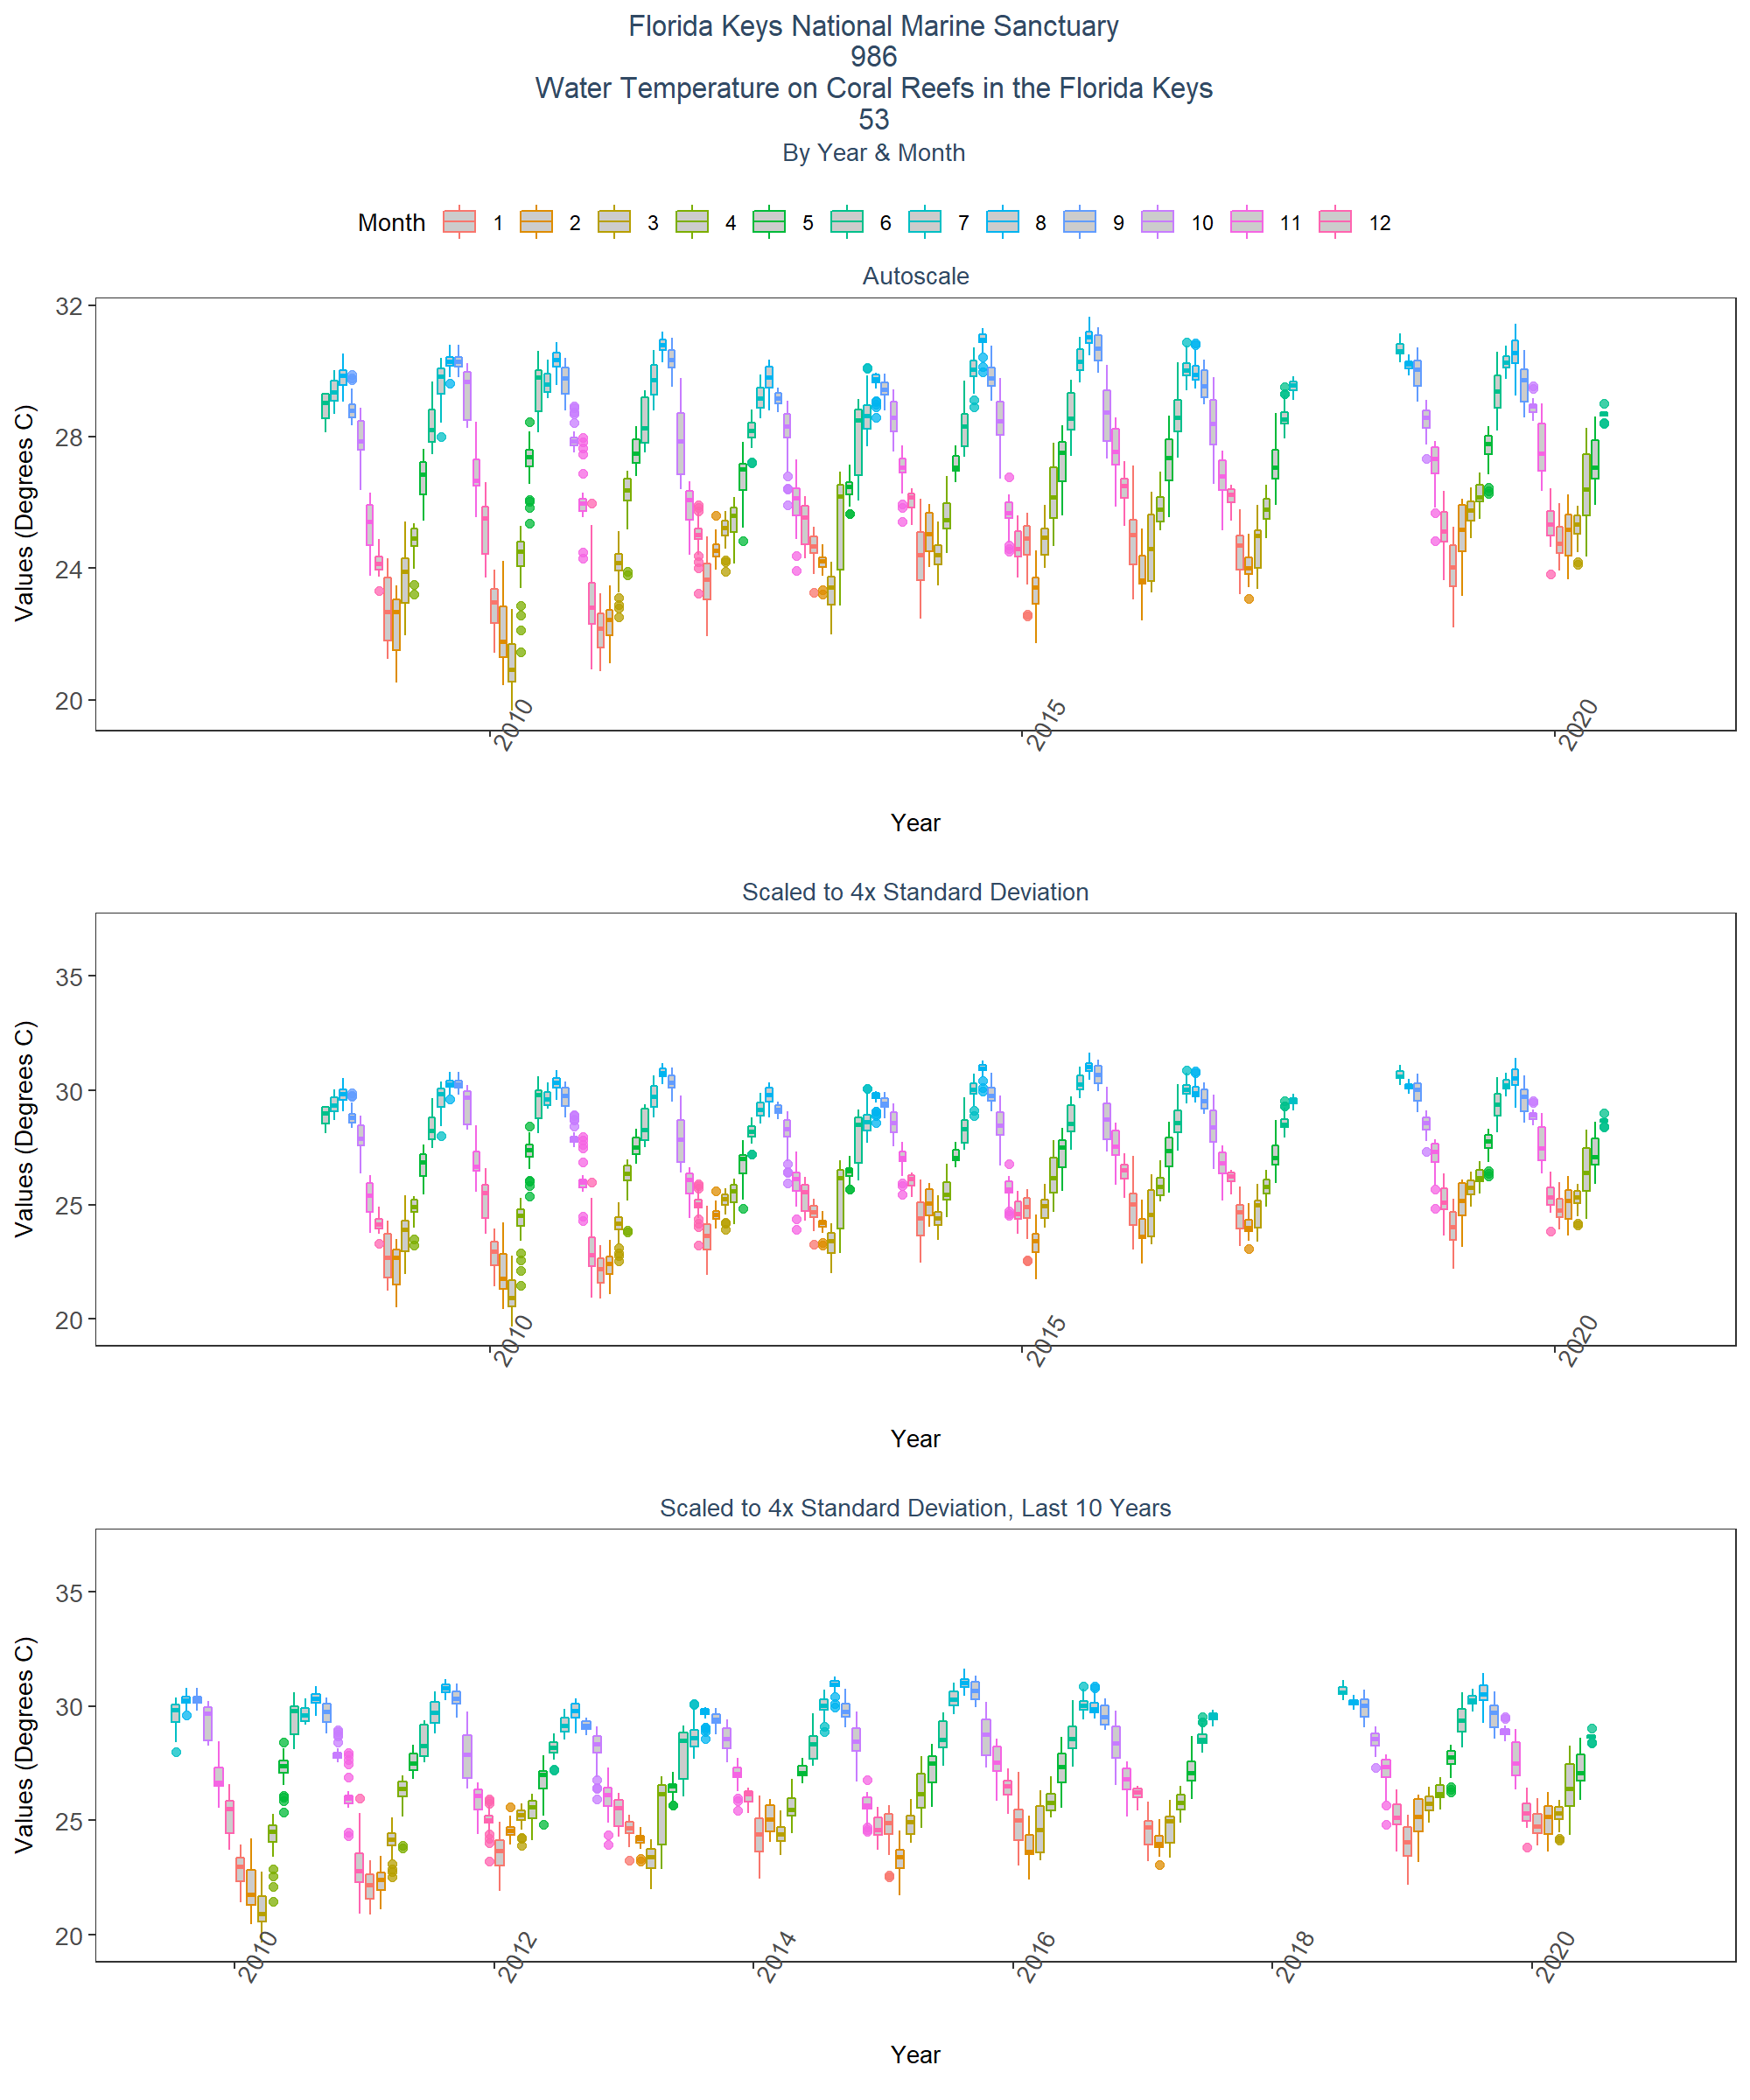 Florida Keys National Marine Sanctuary
986
Water Temperature on Coral Reefs in the Florida Keys
53
By Year & Month
Month 1 2 3 4 5 6 7 8 9 10 11 12
Autoscale
Values (Degrees C)
32
28
24
20
2010 2015 2020
Year
Scaled to 4x Standard Deviation
Values (Degrees C)
35
30
25
20
2010 2015 2020
Year
Scaled to 4x Standard Deviation, Last 10 Years
Values (Degrees C)
35
30
25
20
2010 2012 2014 2016 2018 2020
Year